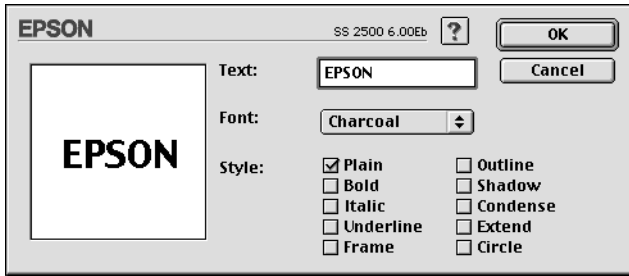 EPSON
SS 2500 6.00Eb
?
OK
Cancel
EPSON
Text: EPSON
Font: Charcoal
Style:
Plain
Bold
Italic
Underline
Frame
Outline
Shadow
Condense
Extend
Circle